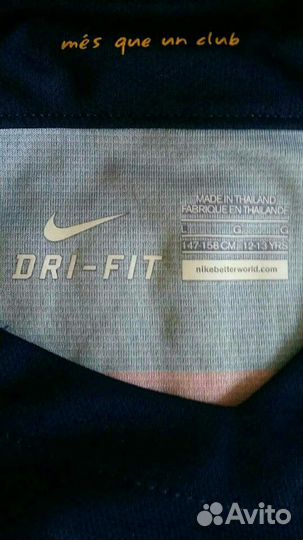 més que un club
DRI-FIT
MADE IN THAILAND
FABRIQUÉ EN THAILANDE
L G G
147-158 CM 12-13 YRS
nikebetterworld.com
Avito